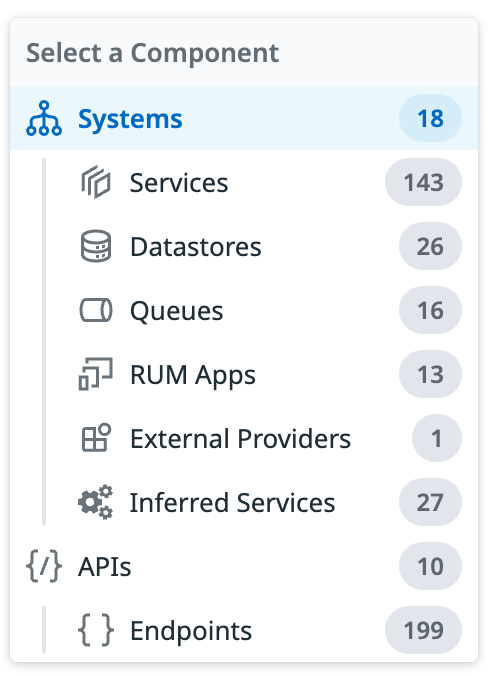 Select a Component
Systems 18
Services 143
Datastores 26
Queues 16
RUM Apps 13
External Providers 1
Inferred Services 27
APIs 10
Endpoints 199